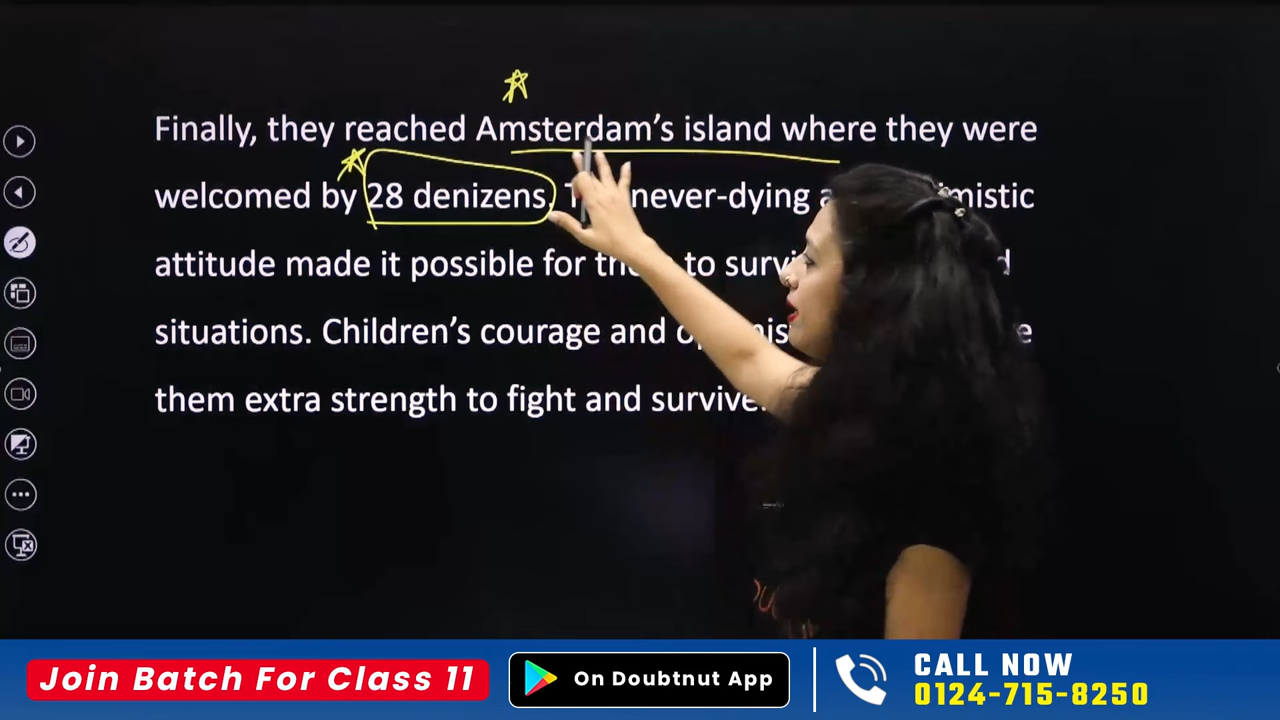 Finally, they reached Amsterdam's island where they were
welcomed by 28 denizens. never-dying
attitude made it possible for to
situations. Children's courage and
them extra strength to fight and survive.
Join Batch For Class 11
On Doubtnut App
CALL NOW
0124-715-8250